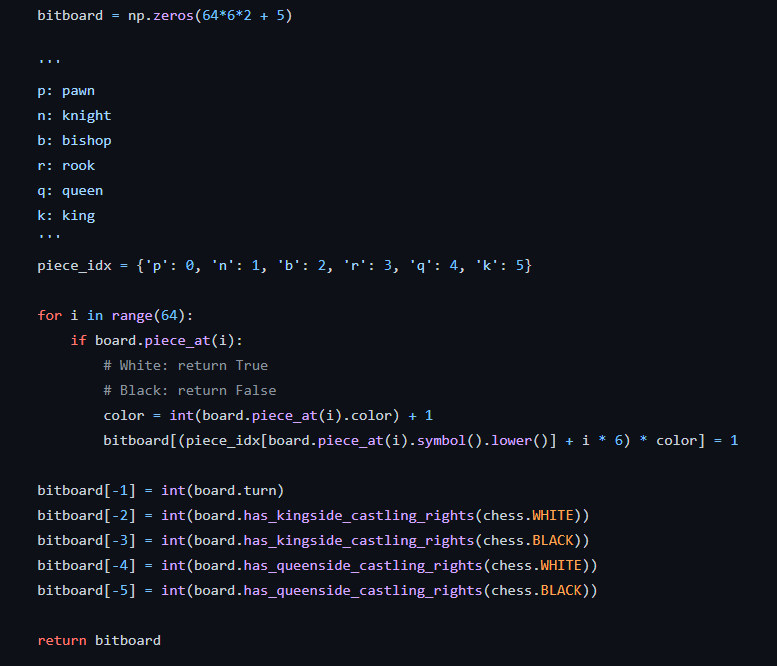 bitboard = np.zeros(64*6*2 + 5)
'''
p: pawn
n: knight
b: bishop
r: rook
q: queen
k: king
'''
piece_idx = {'p': 0, 'n': 1, 'b': 2, 'r': 3, 'q': 4, 'k': 5}
for i in range(64):
if board.piece_at(i):
# White: return True
# Black: return False
color = int(board.piece_at(i).color) + 1
bitboard[(piece_idx[board.piece_at(i).symbol().lower()] + i * 6) * color] = 1
bitboard[-1] = int(board.turn)
bitboard[-2] = int(board.has_kingside_castling_rights(chess.WHITE))
bitboard[-3] = int(board.has_kingside_castling_rights(chess.BLACK))
bitboard[-4] = int(board.has_queenside_castling_rights(chess.WHITE))
bitboard[-5] = int(board.has_queenside_castling_rights(chess.BLACK))
return bitboard